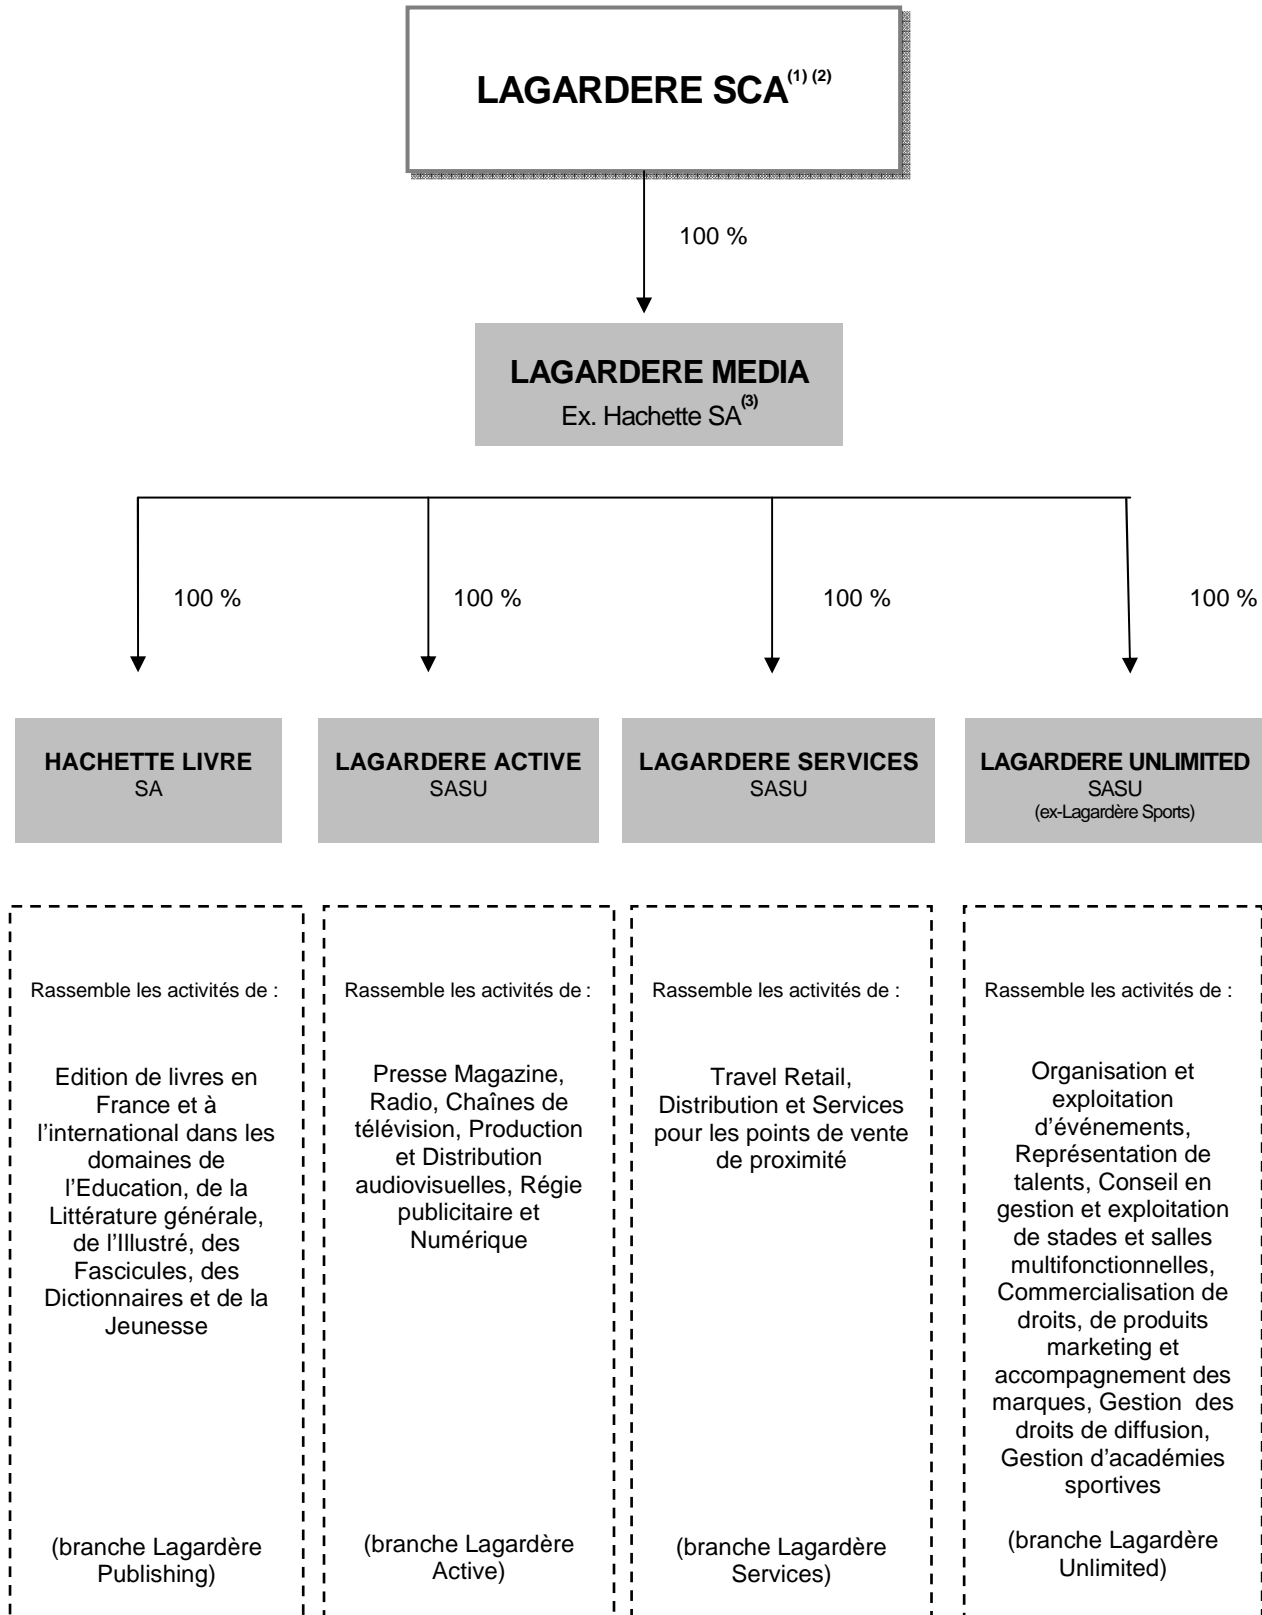 LAGARDERE SCA(1) (2)
100 %
LAGARDERE MEDIA
Ex. Hachette SA(3)
100 %
100 %
100 %
100 %
HACHETTE LIVRE
SA
LAGARDERE ACTIVE
SASU
LAGARDERE SERVICES
SASU
LAGARDERE UNLIMITED
SASU
(ex-Lagardère Sports)
Rassemble les activités de :
Edition de livres en
France et à
l'international dans les
domaines de
l'Education, de la
Littérature générale,
de l'Illustré, des
Fascicules, des
Dictionnaires et de la
Jeunesse
(branche Lagardère
Publishing)
Rassemble les activités de :
Presse Magazine,
Radio, Chaînes de
télévision, Production
et Distribution
audiovisuelles, Régie
publicitaire et
Numérique
(branche Lagardère
Active)
Rassemble les activités de :
Travel Retail,
Distribution et Services
pour les points de vente
de proximité
(branche Lagardère
Services)
Rassemble les activités de :
Organisation et
exploitation
d'événements,
Représentation de
talents, Conseil en
gestion et exploitation
de stades et salles
multifonctionnelles,
Commercialisation de
droits, de produits
marketing et
accompagnement des
marques, Gestion des
droits de diffusion,
Gestion d'académies
sportives
(branche Lagardère
Unlimited)